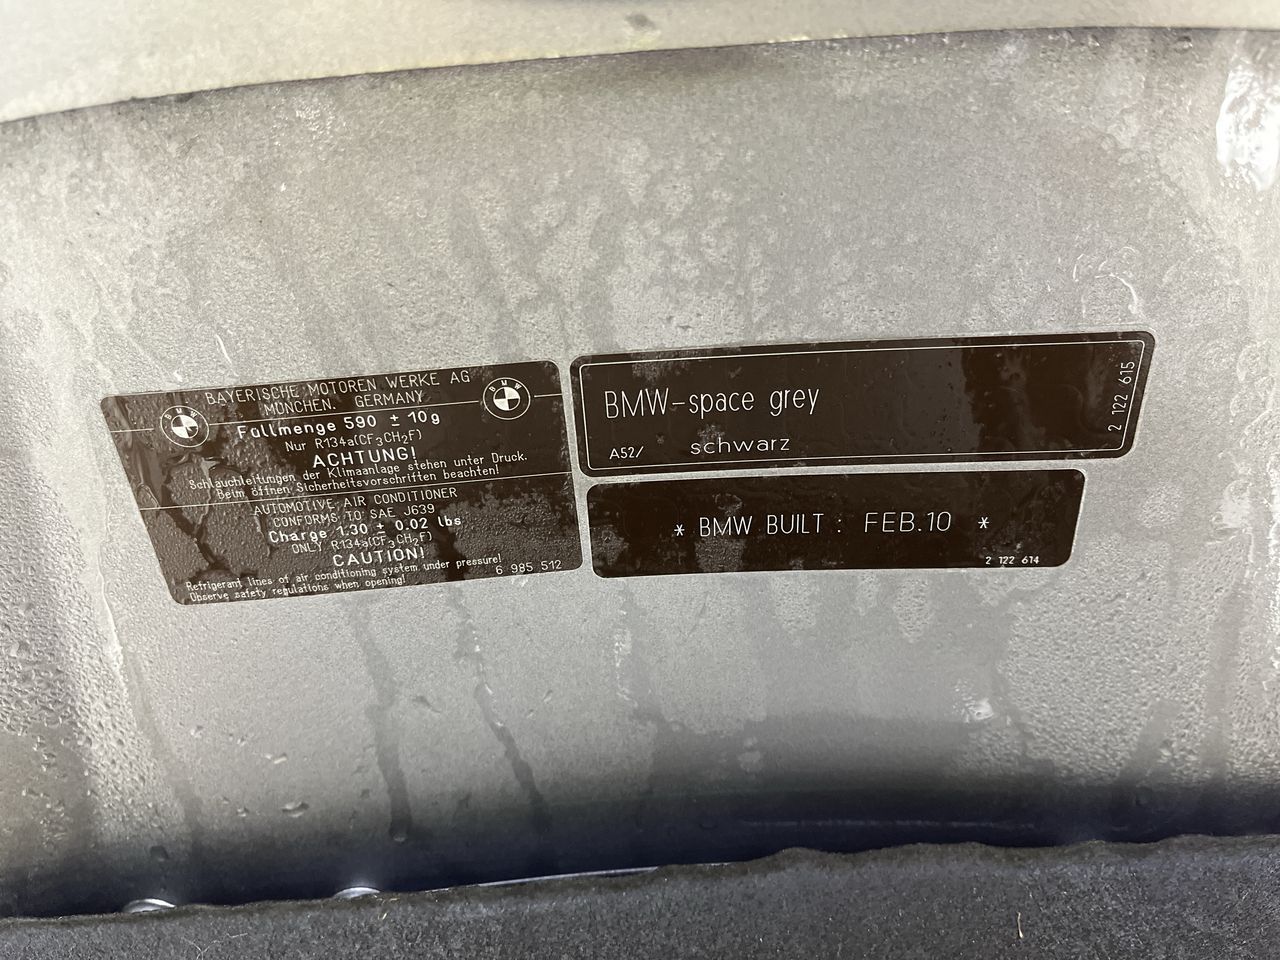 BAYERISCHE MOTOREN WERKE AG
MÜNCHEN, GERMANY
BMW
BMW
Füllmenge 590 ± 10g
Nur R134a(CF3CH2F)
ACHTUNG!
Schlauchleitungen der Klimaanlage stehen unter Druck.
Beim öffnen Sicherheitsvorschriften beachten!
AUTOMOTIVE AIR CONDITIONER
CONFORMS TO SAE J639
Charge 1.30 ± 0.02 lbs
ONLY R134a(CF3CH2F)
CAUTION!
Refrigerant lines of air conditioning system under pressure!
Observe safety regulations when opening!
6 985 512
BMW-space grey
A52/ schwarz
2 122 615
* BMW BUILT : FEB.10 *
2 122 614